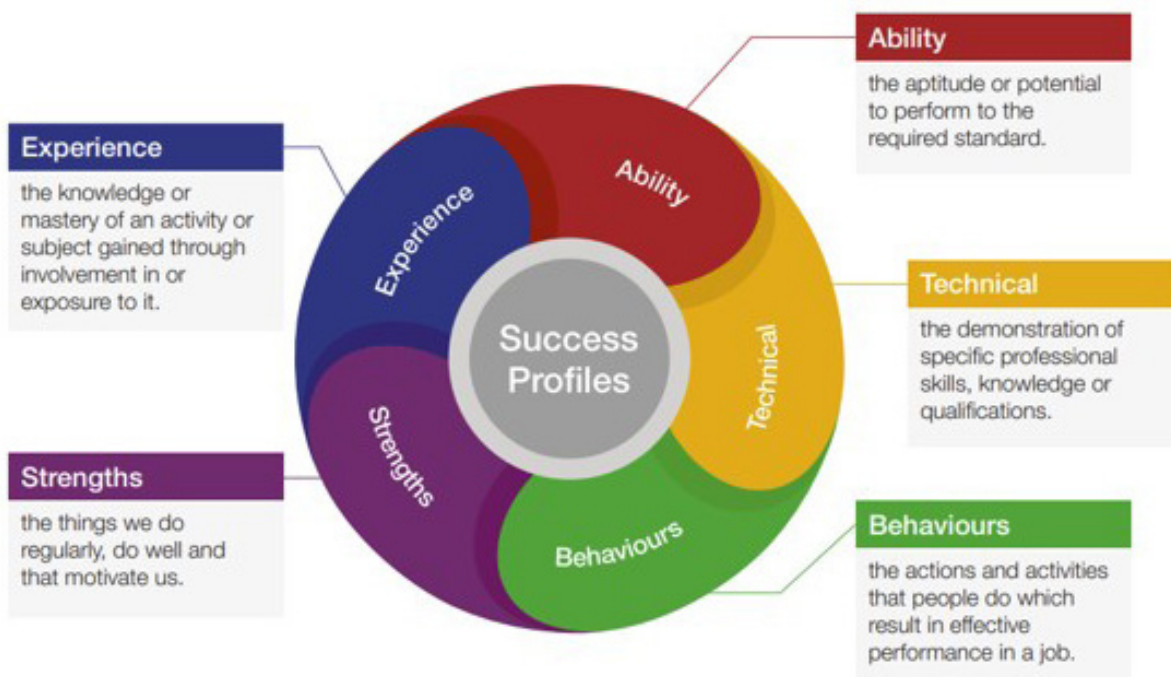 Ability
the aptitude or potential
to perform to the
required standard.
Experience
the knowledge or
mastery of an activity or
subject gained through
involvement in or
exposure to it.
Technical
the demonstration of
specific professional
skills, knowledge or
qualifications.
Strengths
the things we do
regularly, do well and
that motivate us.
Behaviours
the actions and activities
that people do which
result in effective
performance in a job.
Success
Profiles
Ability
Technical
Behaviours
Strengths
Experience